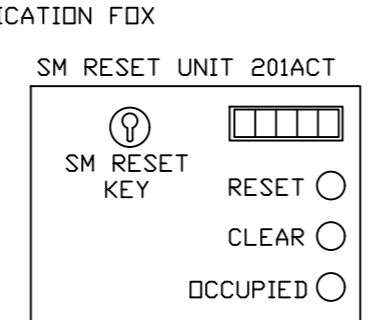 ICATION FOX
SM RESET UNIT 201ACT
SM RESET
KEY
RESET
CLEAR
OCCUPIED